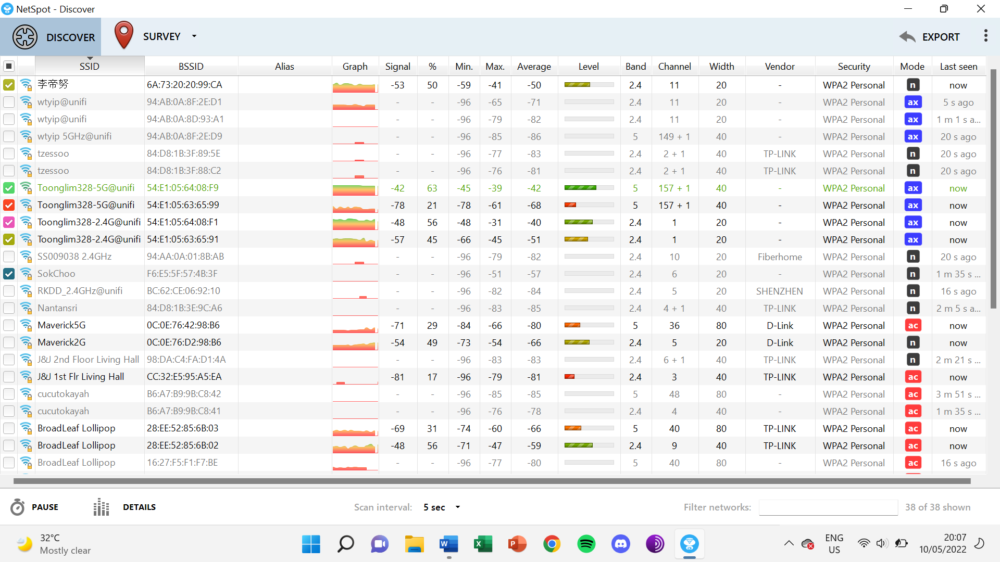 NetSpot - Discover
DISCOVER SURVEY EXPORT
SSID BSSID Alias Graph Signal % Min. Max. Average Level Band Channel Width Vendor Security Mode Last seen
李帝努 6A:73:20:20:99:CA -53 50 -59 -41 -50 2.4 11 20 - WPA2 Personal n now
wtyip@unifi 94:AB:0A:8F:2E:D1 - - -96 -65 -71 2.4 11 20 - WPA2 Personal ax 5 s ago
wtyip@unifi 94:AB:0A:8D:93:A1 - - -96 -79 -82 2.4 11 20 - WPA2 Personal ax 1 m 1 s a...
wtyip 5GHz@unifi 94:AB:0A:8F:2E:D9 - - -96 -85 -86 5 149 + 1 40 - WPA2 Personal ax 20 s ago
tzessoo 84:D8:1B:3F:89:5E - - -96 -77 -83 2.4 2 + 1 40 TP-LINK WPA2 Personal n 20 s ago
tzessoo 84:D8:1B:3F:88:C2 - - -96 -76 -81 2.4 2 + 1 40 TP-LINK WPA2 Personal n 20 s ago
Toonglim328-5G@unifi 54:E1:05:64:08:F9 -42 63 -45 -39 -42 5 157 + 1 40 - WPA2 Personal ax now
Toonglim328-5G@unifi 54:E1:05:63:65:99 -78 21 -78 -61 -68 5 157 + 1 40 - WPA2 Personal ax now
Toonglim328-2.4G@unifi 54:E1:05:64:08:F1 -48 56 -48 -31 -40 2.4 1 20 - WPA2 Personal ax now
Toonglim328-2.4G@unifi 54:E1:05:63:65:91 -57 45 -66 -45 -51 2.4 1 20 - WPA2 Personal ax now
SS009038 2.4GHz 94:AA:0A:01:8B:AB - - -96 -79 -82 2.4 10 20 Fiberhome WPA2 Personal n 20 s ago
SokChoo F6:E5:5F:57:4B:3F - - -96 -51 -57 2.4 6 20 - WPA2 Personal n 1 m 35 s ...
RKDD_2.4GHz@unifi BC:62:CE:06:92:10 - - -96 -82 -84 2.4 5 20 SHENZHEN WPA2 Personal n 16 s ago
Nantansri 84:D8:1B:3E:9C:A6 - - -96 -83 -85 2.4 4 + 1 40 TP-LINK WPA2 Personal n 2 m 5 s a...
Maverick5G 0C:0E:76:42:98:B6 -71 29 -84 -66 -80 5 36 80 D-Link WPA2 Personal ac now
Maverick2G 0C:0E:76:D2:98:B6 -54 49 -73 -54 -66 2.4 5 20 D-Link WPA2 Personal n now
J&J 2nd Floor Living Hall 98:DA:C4:FA:D1:4A - - -96 -83 -83 2.4 6 + 1 40 TP-LINK WPA2 Personal n 2 m 21 s ...
J&J 1st Flr Living Hall CC:32:E5:95:A5:EA -81 17 -96 -79 -81 2.4 3 40 TP-LINK WPA2 Personal ac now
cucutokayah B6:A7:B9:9B:C8:42 - - -96 -85 -85 5 48 80 - WPA2 Personal ac 3 m 51 s ...
cucutokayah B6:A7:B9:9B:C8:41 - - -96 -76 -78 2.4 4 40 - WPA2 Personal ac 1 m 35 s ...
BroadLeaf Lollipop 28:EE:52:85:6B:03 -69 31 -74 -60 -66 5 40 80 TP-LINK WPA2 Personal ac now
BroadLeaf Lollipop 28:EE:52:85:6B:02 -48 56 -71 -47 -59 2.4 9 40 TP-LINK WPA2 Personal ac now
BroadLeaf Lollipop 16:27:F5:F1:F7:BE - - -96 -77 -80 5 40 80 - WPA2 Personal ac 16 s ago
PAUSE DETAILS Scan interval: 5 sec Filter networks: 38 of 38 shown
32°C
Mostly clear
W X P
ENG
US
20:07
10/05/2022